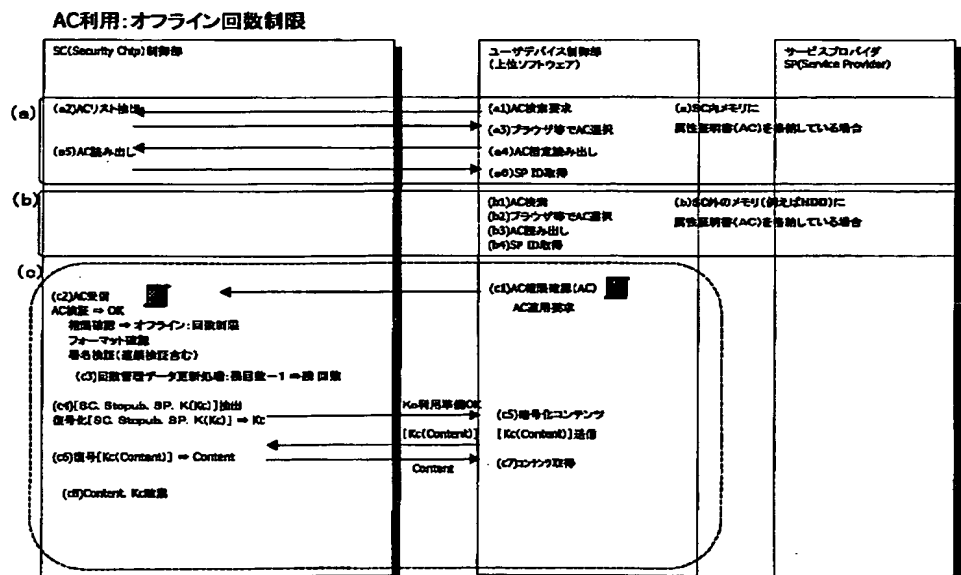 AC利用:オフライン回数制限
SC(Security Chip)制御部
ユーザデバイス制御部
(上位ソフトウェア)
サービスプロバイダ
SP(Service Provider)
(a)
(a2)ACリスト抽出
(a1)AC検索要求
(a)SC内メモリに
(a3)ブラウザ等でAC選択
属性証明書(AC)を格納している場合
(a5)AC読み出し
(a4)AC指定読み出し
(a6)SP ID取得
(b)
(b1)AC検索
(b)SC外のメモリ(例えばHDD)に
(b2)ブラウザ等でAC選択
属性証明書(AC)を格納している場合
(b3)AC読み出し
(b4)SP ID取得
(c)
(c2)AC受信
(c1)AC権限確認(AC)
AC検証 ⇒ OK
AC適用要求
権限確認 ⇒ オフライン:回数制限
フォーマット確認
署名検証(連鎖検証含む)
(c3)回数管理データ更新処理:残回数-1 ⇒残 回数
(c4)[SC. Stopub. SP. K(Kc)]抽出
Kc利用準備OK
(c5)暗号化コンテンツ
復号化[SC. Stopub. SP. K(Kc)] ⇒ Kc
[Kc(Content)]
[Kc(Content)]送信
(c6)復号[Kc(Content)] ⇒ Content
Content
(c7)コンテンツ取得
(c8)Content, Kc破棄